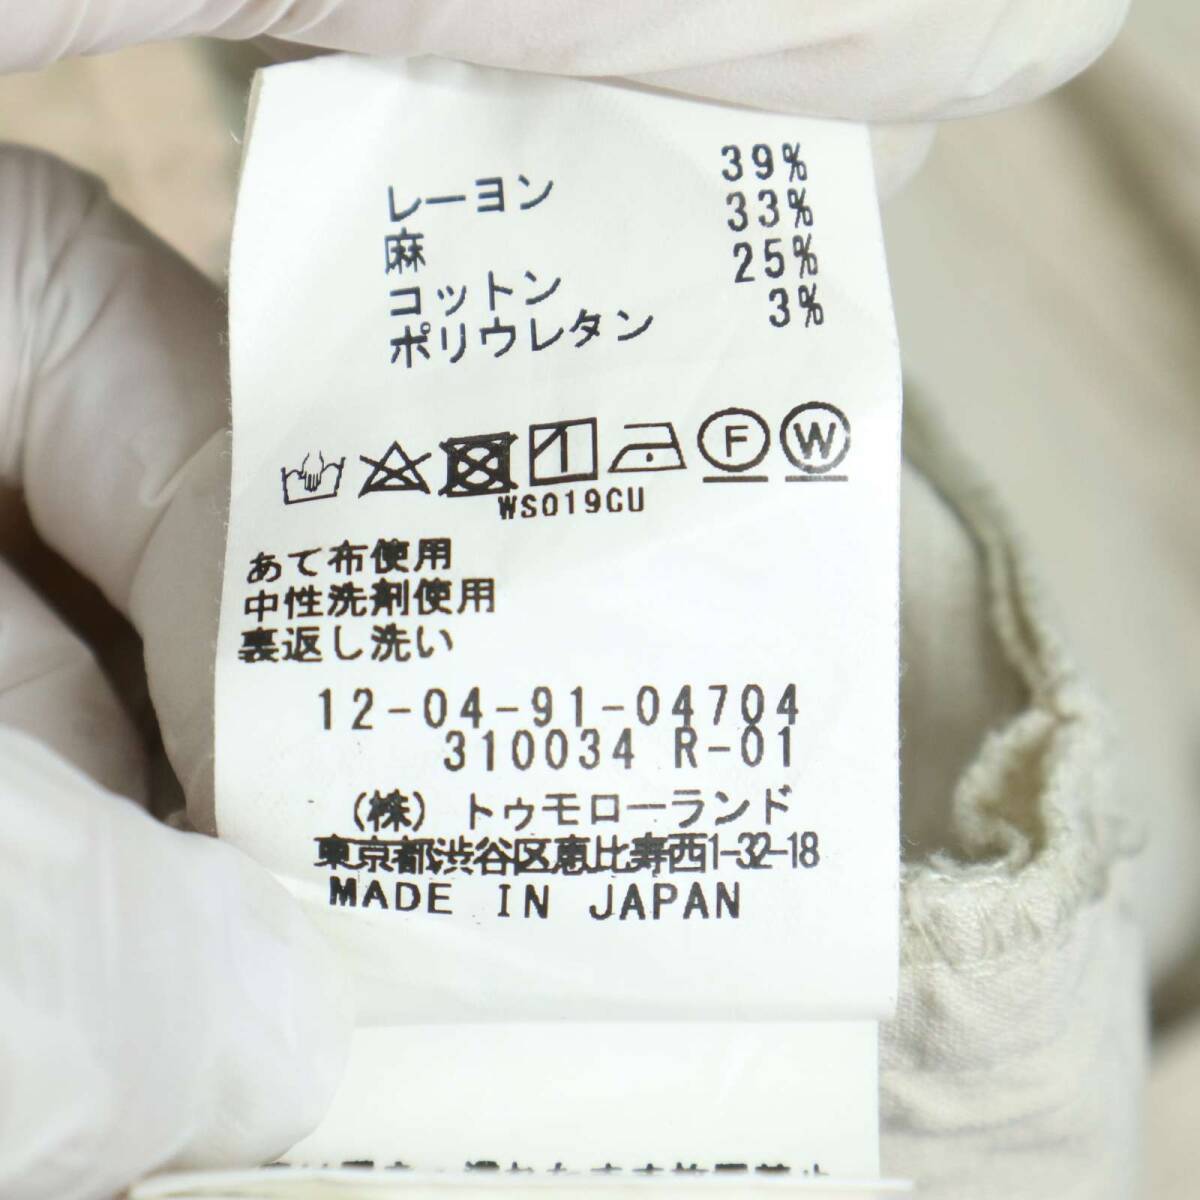 レーヨン 39%
麻 33%
コットン 25%
ポリウレタン 3%
F W
WS019CU
あて布使用
中性洗剤使用
裏返し洗い
12-04-91-04704
310034 R-01
(株) トゥモローランド
東京都渋谷区恵比寿西1-32-18
MADE IN JAPAN